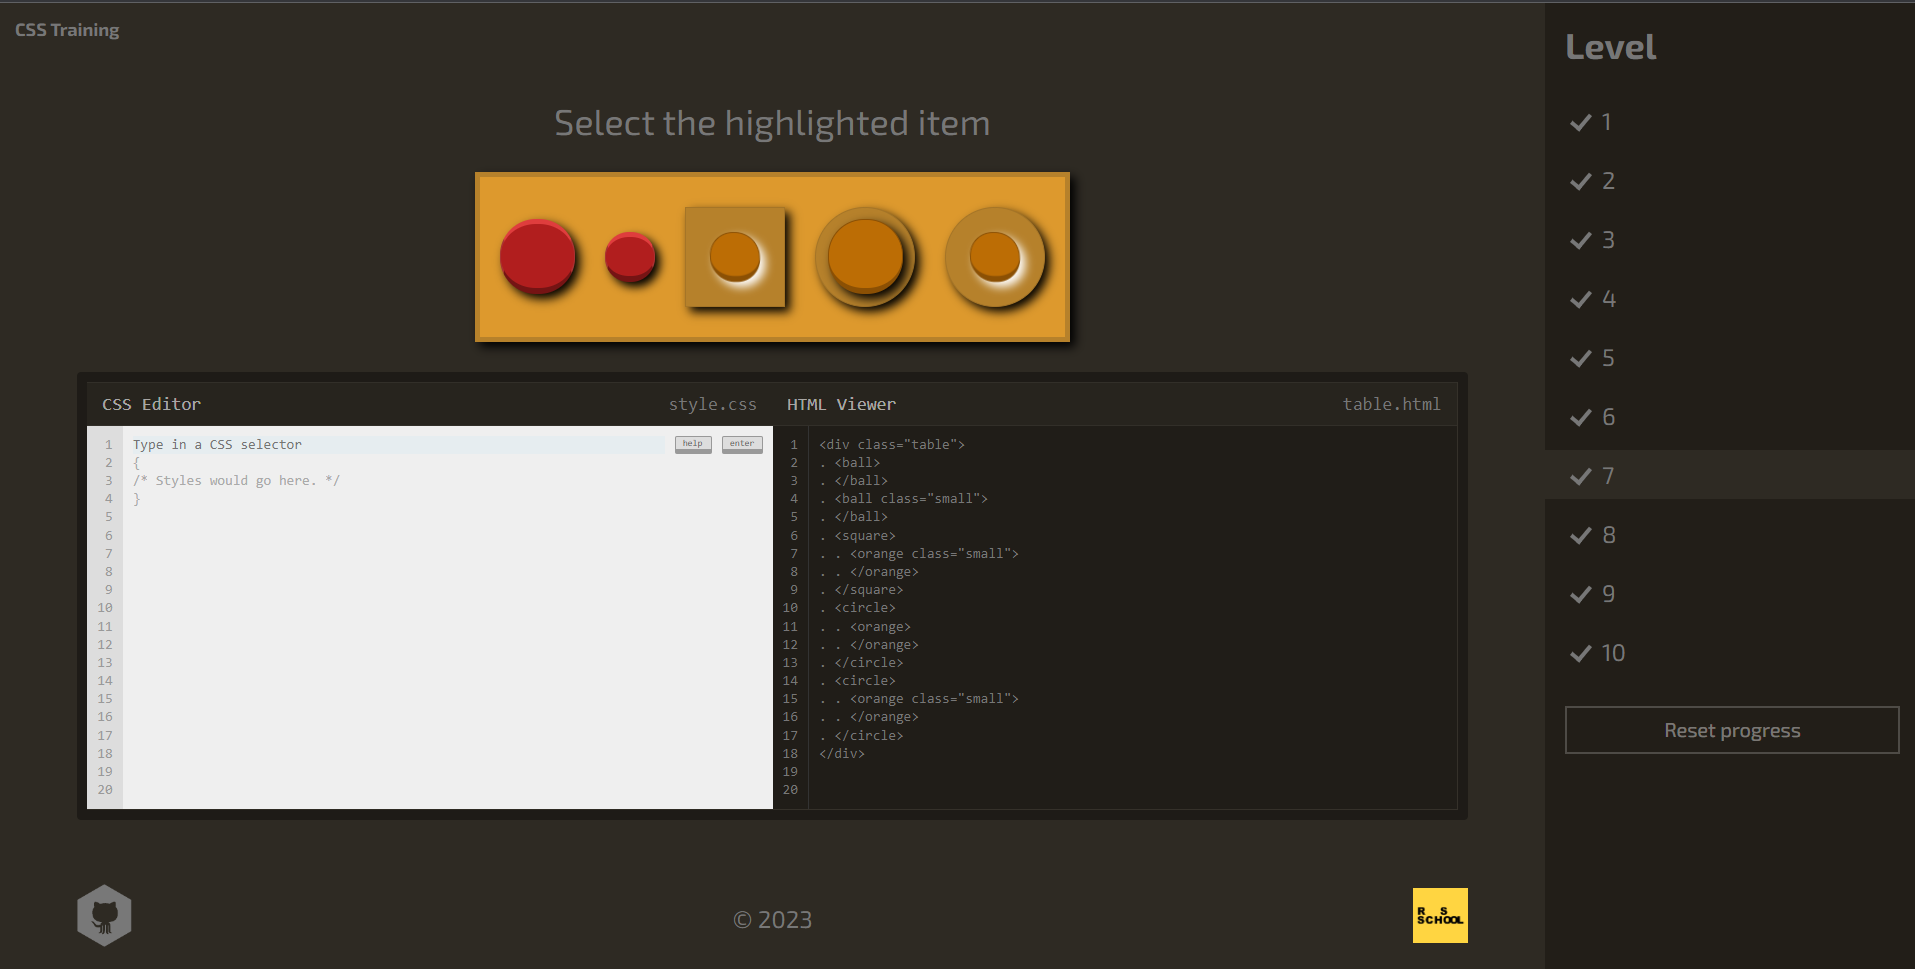 CSS Training
Select the highlighted item
CSS Editor style.css
1 Type in a CSS selector help enter
2 {
3 /* Styles would go here. */
4 }
5
6
7
8
9
10
11
12
13
14
15
16
17
18
19
20
HTML Viewer table.html
1 <div class="table">
2 . <ball>
3 . </ball>
4 . <ball class="small">
5 . </ball>
6 . <square>
7 . . <orange class="small">
8 . . </orange>
9 . </square>
10 . <circle>
11 . . <orange>
12 . . </orange>
13 . </circle>
14 . <circle>
15 . . <orange class="small">
16 . . </orange>
17 . </circle>
18 </div>
19
20
© 2023
R S
SCHOOL
Level
1
2
3
4
5
6
7
8
9
10
Reset progress